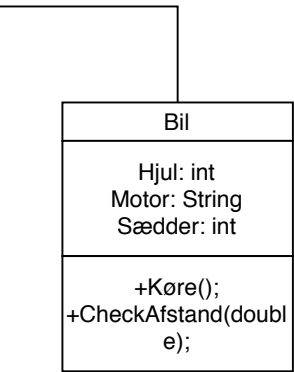 Bil
Hjul: int
Motor: String
Sædder: int
+Køre();
+CheckAfstand(doubl
e);